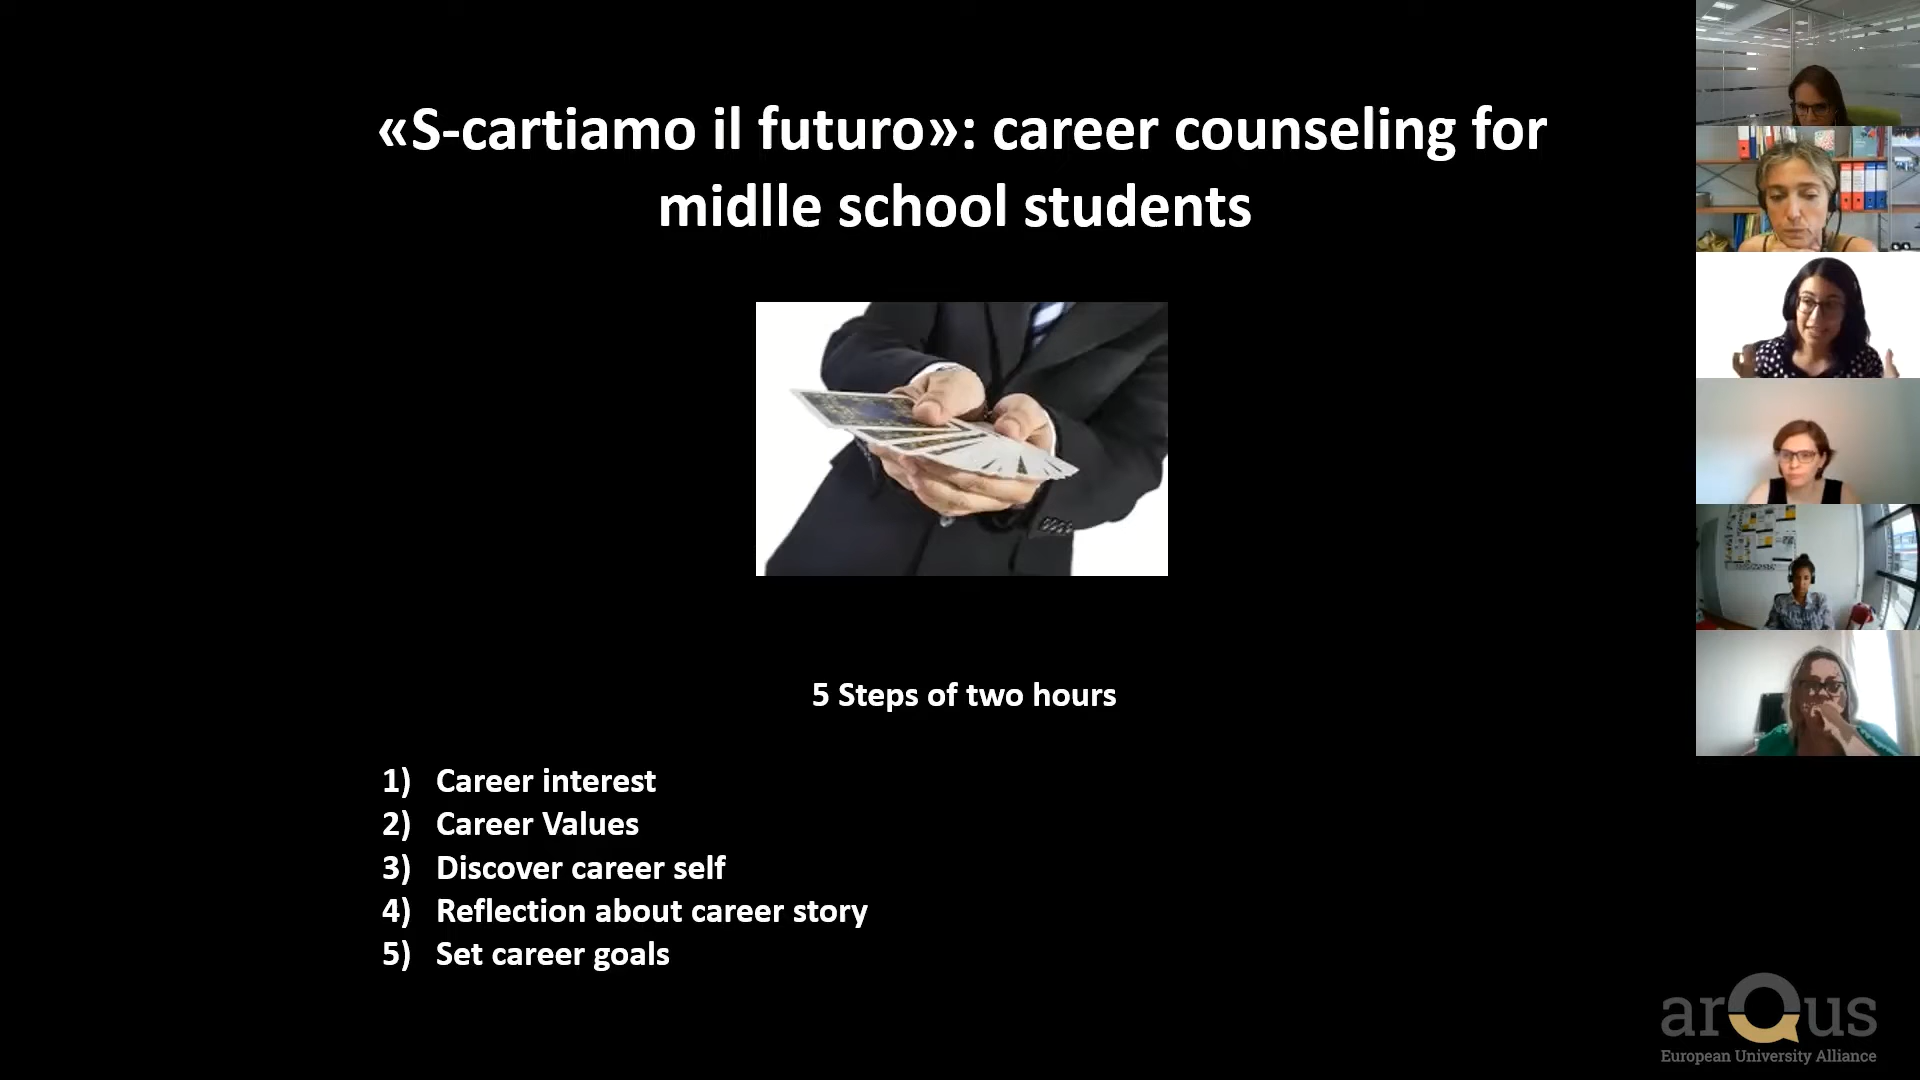 «S-cartiamo il futuro»: career counseling for
midlle school students
5 Steps of two hours
1) Career interest
2) Career Values
3) Discover career self
4) Reflection about career story
5) Set career goals
arQus
European University Alliance